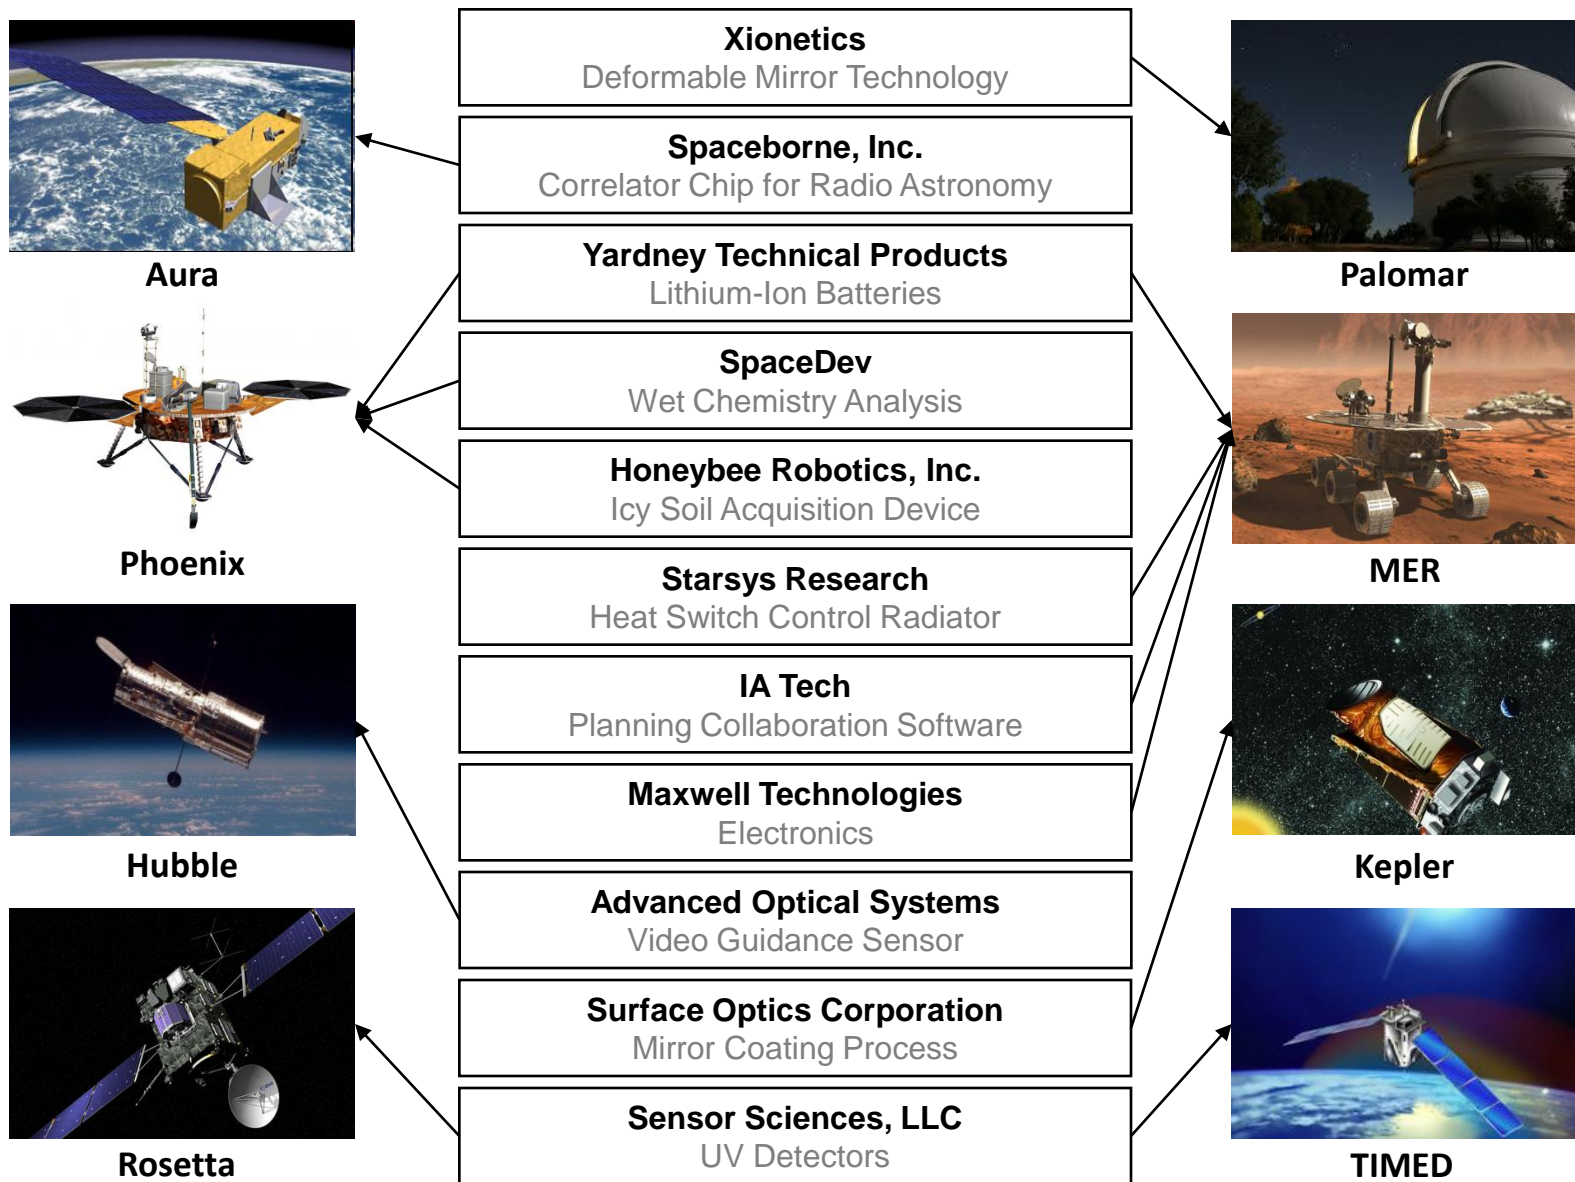 Xionetics
Deformable Mirror Technology
Spaceborne, Inc.
Correlator Chip for Radio Astronomy
Yardney Technical Products
Lithium-Ion Batteries
SpaceDev
Wet Chemistry Analysis
Honeybee Robotics, Inc.
Icy Soil Acquisition Device
Starsys Research
Heat Switch Control Radiator
IA Tech
Planning Collaboration Software
Maxwell Technologies
Electronics
Advanced Optical Systems
Video Guidance Sensor
Surface Optics Corporation
Mirror Coating Process
Sensor Sciences, LLC
UV Detectors
Aura
Phoenix
Hubble
Rosetta
Palomar
MER
Kepler
TIMED